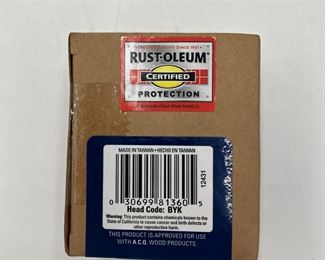 TRUSTED QUALITY SINCE 1921
RUST-OLEUM
CERTIFIED
PROTECTION
MADE IN TAIWAN • HECHO EN TAIWAN
12431
0 30699 81360 5
Head Code: BYK
Warning: This product contains chemicals known to the
State of California to cause cancer and birth defects or
other reproductive harm.
THIS PRODUCT IS APPROVED FOR USE
WITH A.C.Q. WOOD PRODUCTS.